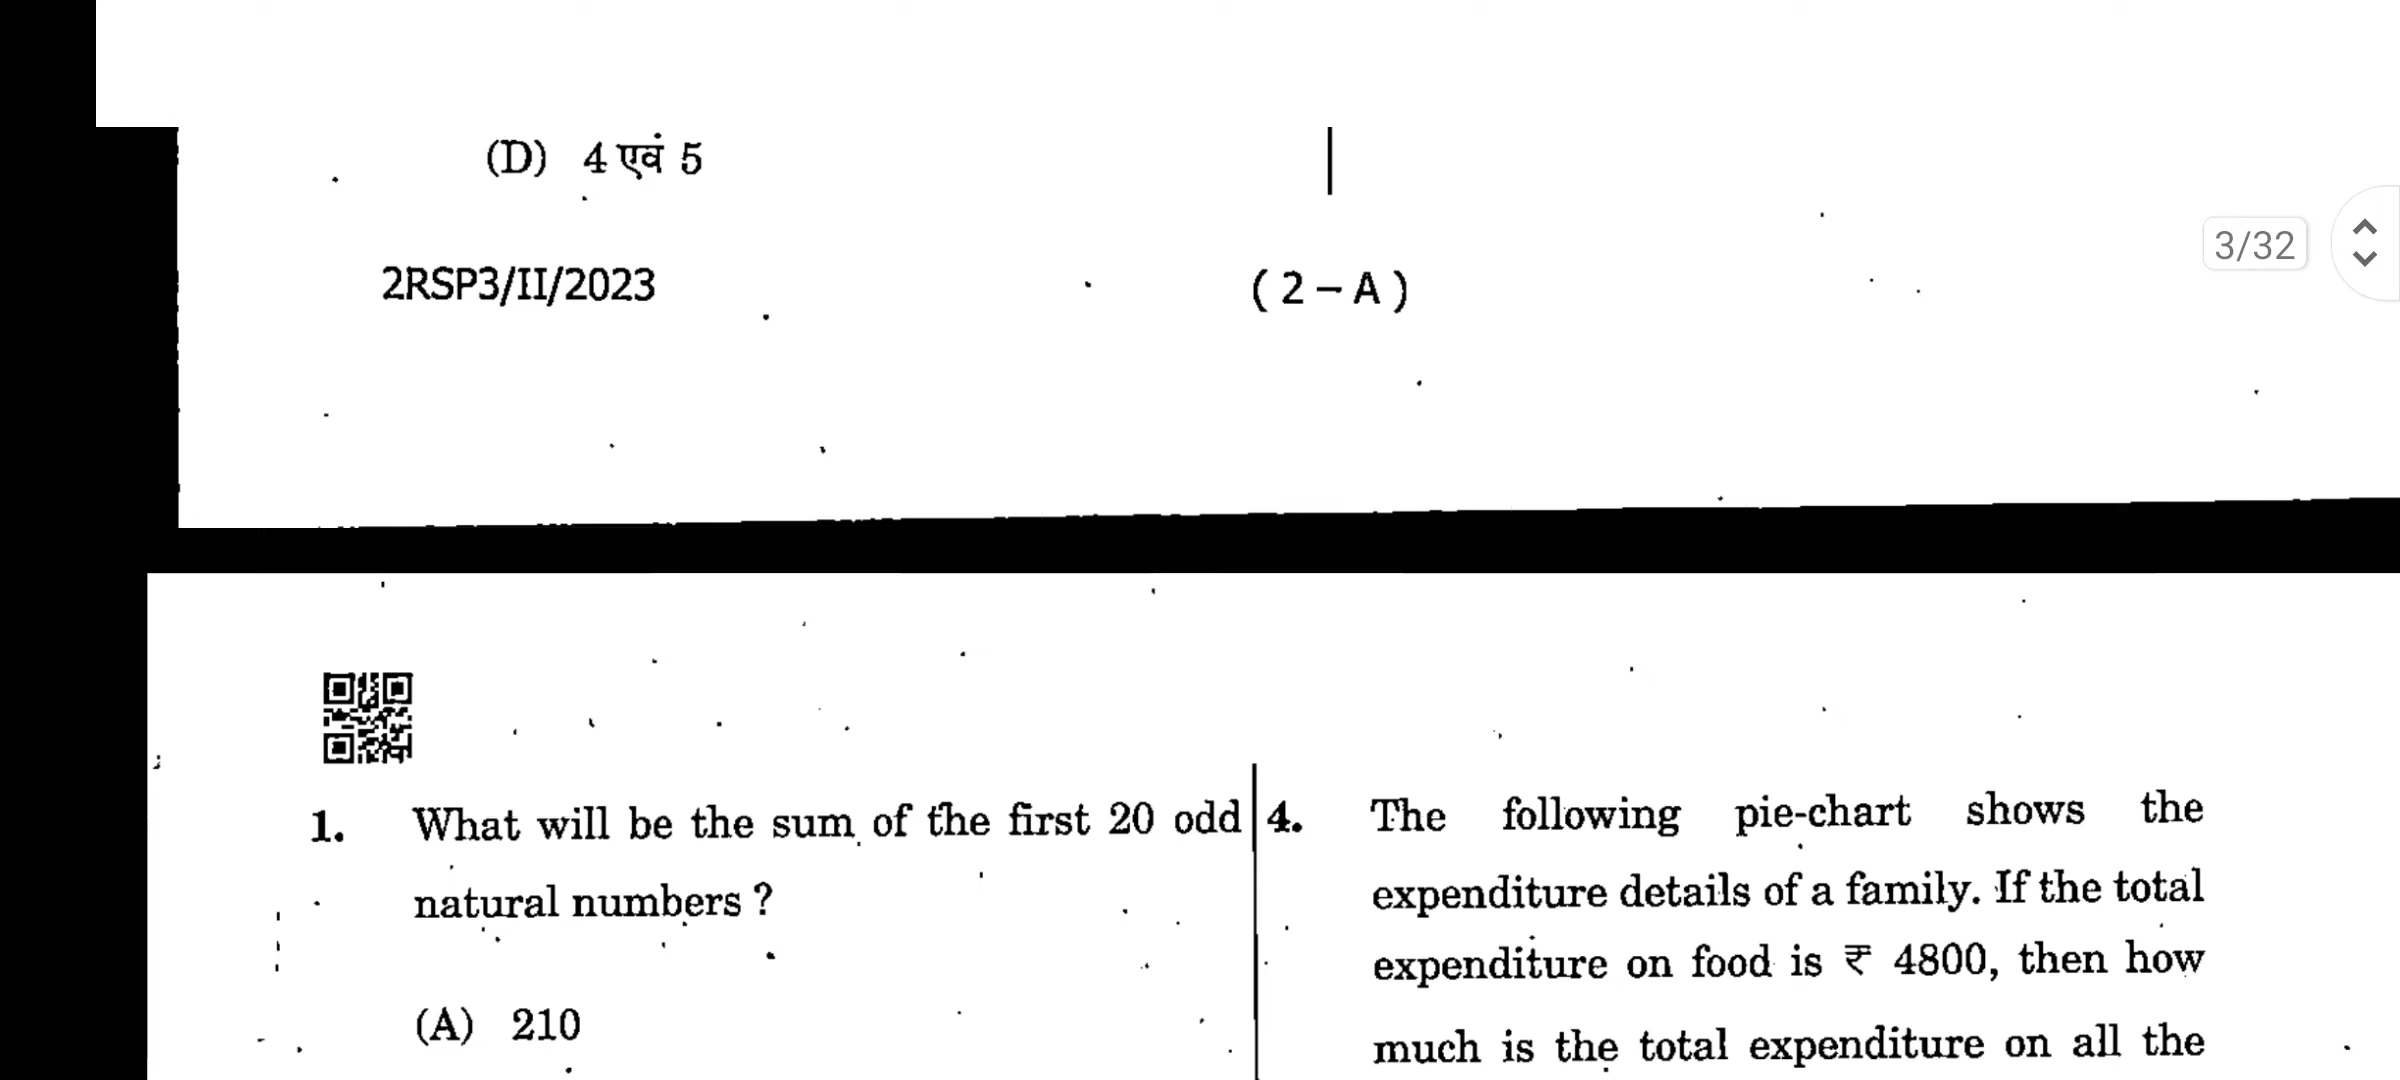 (D) 4 एवं 5
3/32
2RSP3/II/2023
( 2 – A )
1. What will be the sum of the first 20 odd
natural numbers ?
(A) 210
4. The following pie-chart shows the
expenditure details of a family. If the total
expenditure on food is ₹ 4800, then how
much is the total expenditure on all the